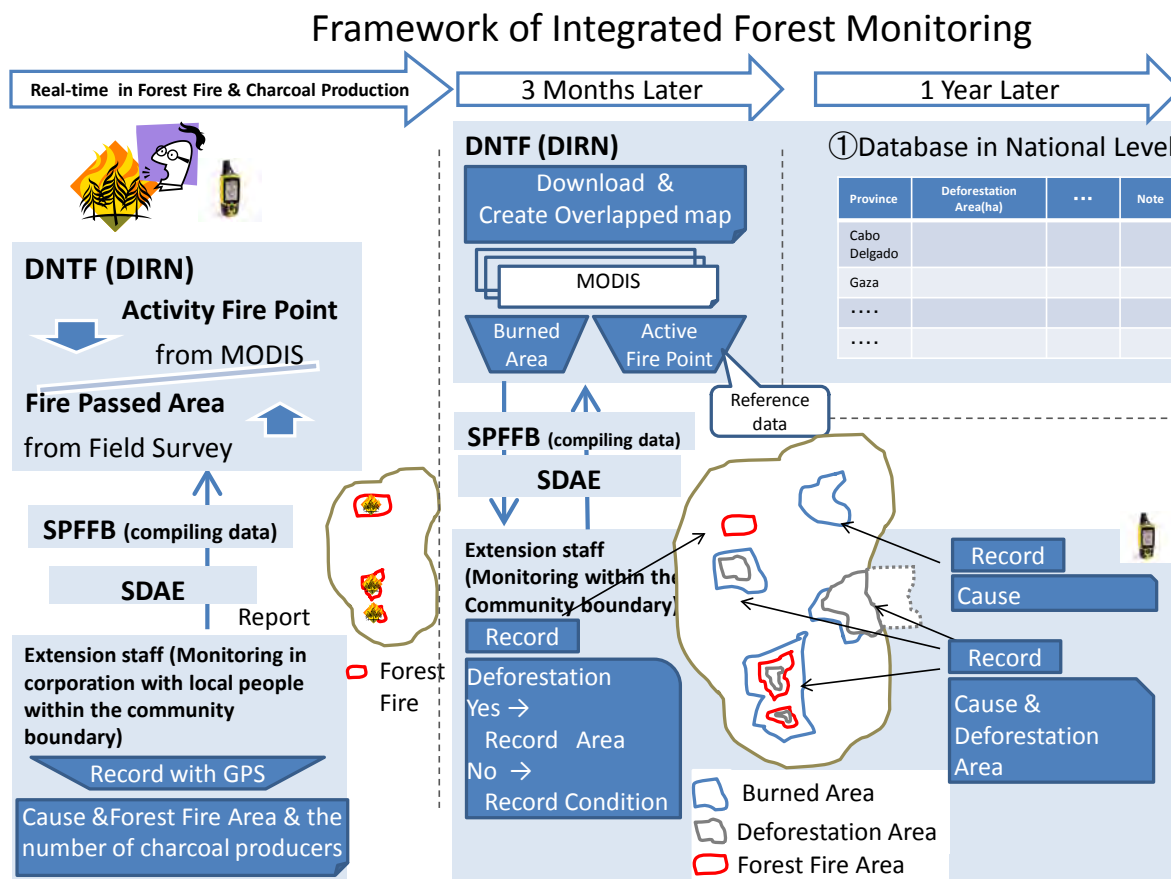 Framework of Integrated Forest Monitoring
Real-time in Forest Fire & Charcoal Production
3 Months Later
1 Year Later
DNTF (DIRN)
Activity Fire Point
from MODIS
Fire Passed Area
from Field Survey
SPFFB (compiling data)
SDAE
Report
Extension staff (Monitoring in
corporation with local people
within the community
boundary)
Record with GPS
Cause &Forest Fire Area & the
number of charcoal producers
Forest
Fire
DNTF (DIRN)
Download &
Create Overlapped map
MODIS
Burned
Area
Active
Fire Point
Reference
data
SPFFB (compiling data)
SDAE
Extension staff
(Monitoring within the
Community boundary)
Record
Deforestation
Yes →
Record Area
No →
Record Condition
①Database in National Level
Province
Deforestation
Area(ha)
···
Note
Cabo
Delgado
Gaza
····
····
Record
Cause
Record
Cause &
Deforestation
Area
Burned Area
Deforestation Area
Forest Fire Area